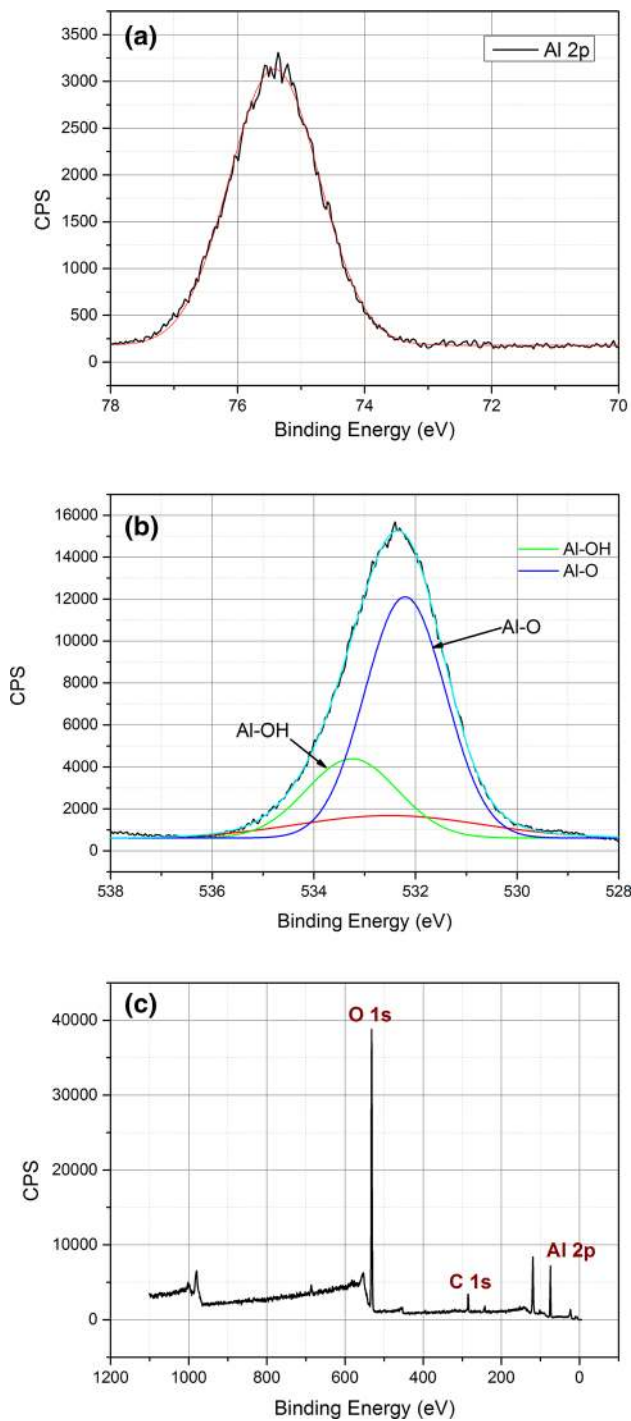 (a)
Al 2p
3500
3000
2500
2000
1500
1000
500
0
CPS
78 76 74 72 70
Binding Energy (eV)
(b)
Al-OH
Al-O
Al-O
Al-OH
16000
14000
12000
10000
8000
6000
4000
2000
0
CPS
538 536 534 532 530 528
Binding Energy (eV)
(c)
O 1s
C 1s
Al 2p
40000
30000
20000
10000
0
CPS
1200 1000 800 600 400 200 0
Binding Energy (eV)